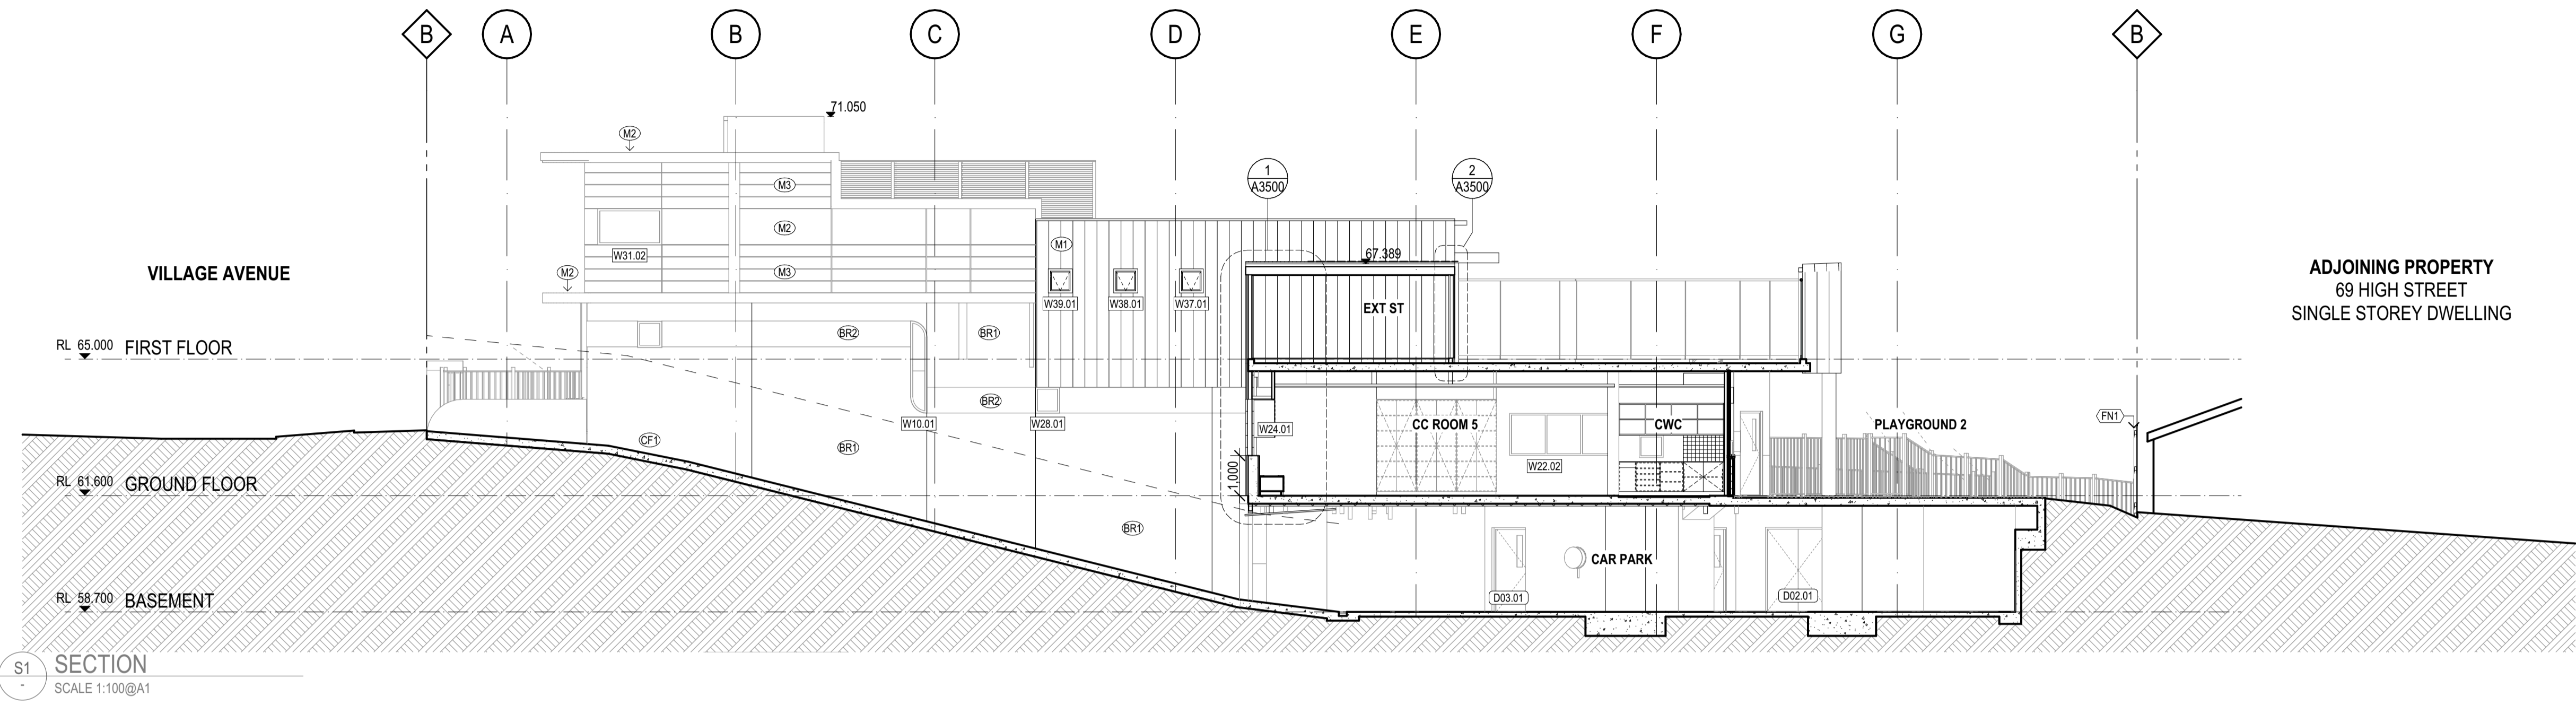 B A B C D E F G B
71.050
M2
1
A3500
2
A3500
M3
M2
M1
67.389
W31.02
VILLAGE AVENUE
M2
M3
ADJOINING PROPERTY
69 HIGH STREET
SINGLE STOREY DWELLING
W39.01 W38.01 W37.01
EXT ST
BR2
BR1
RL 65.000 FIRST FLOOR
BR2
W10.01
W28.01
W24.01
CC ROOM 5
CWC
PLAYGROUND 2
FN1
CF1
BR1
W22.02
1,000
RL 61.600 GROUND FLOOR
BR1
CAR PARK
D03.01
D02.01
RL 58.700 BASEMENT
S1
-
SECTION
SCALE 1:100@A1